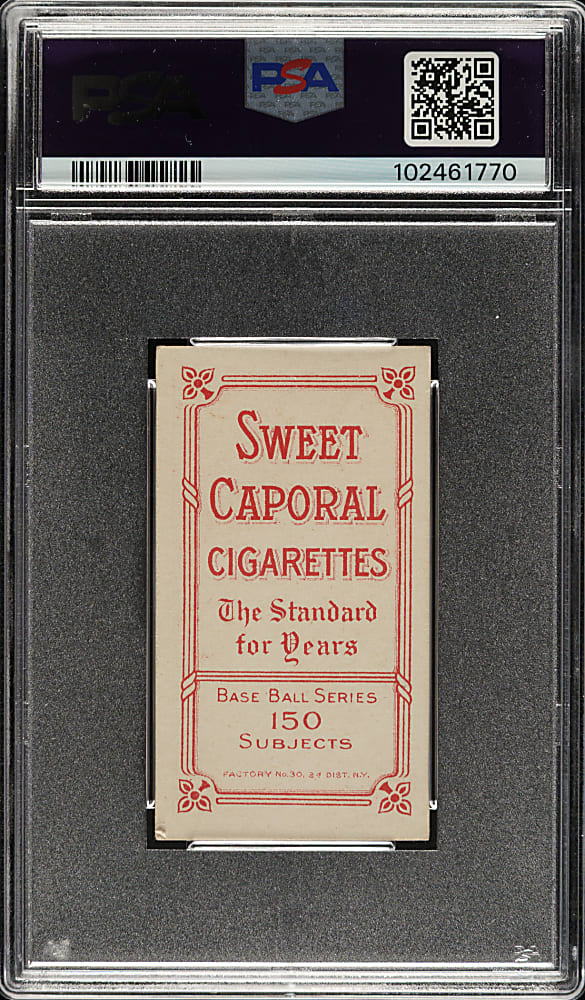 PSA
PSA
102461770
SWEET
CAPORAL
CIGARETTES
The Standard
for Years
BASE BALL SERIES
150
SUBJECTS
FACTORY No. 30, 2d DIST. N.Y.